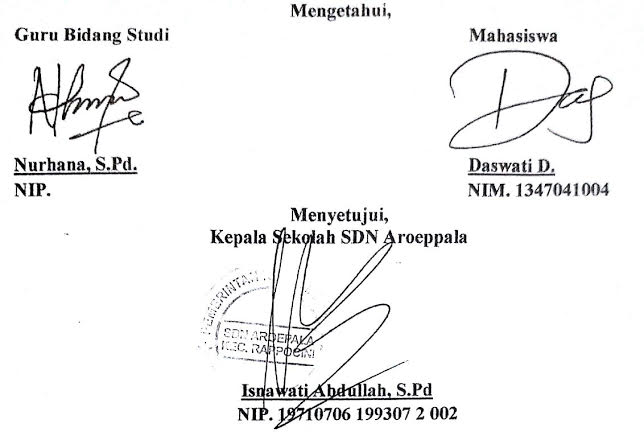 Mengetahui,
Guru Bidang Studi
Mahasiswa
Nurhana, S.Pd.
Daswati D.
NIP.
NIM. 1347041004
Menyetujui,
Kepala Sekolah SDN Aroeppala
PEMERINTAH
SDN AROEPALA
KEC. RAPPOCINI
Isnawati Abdullah, S.Pd
NIP. 19710706 199307 2 002